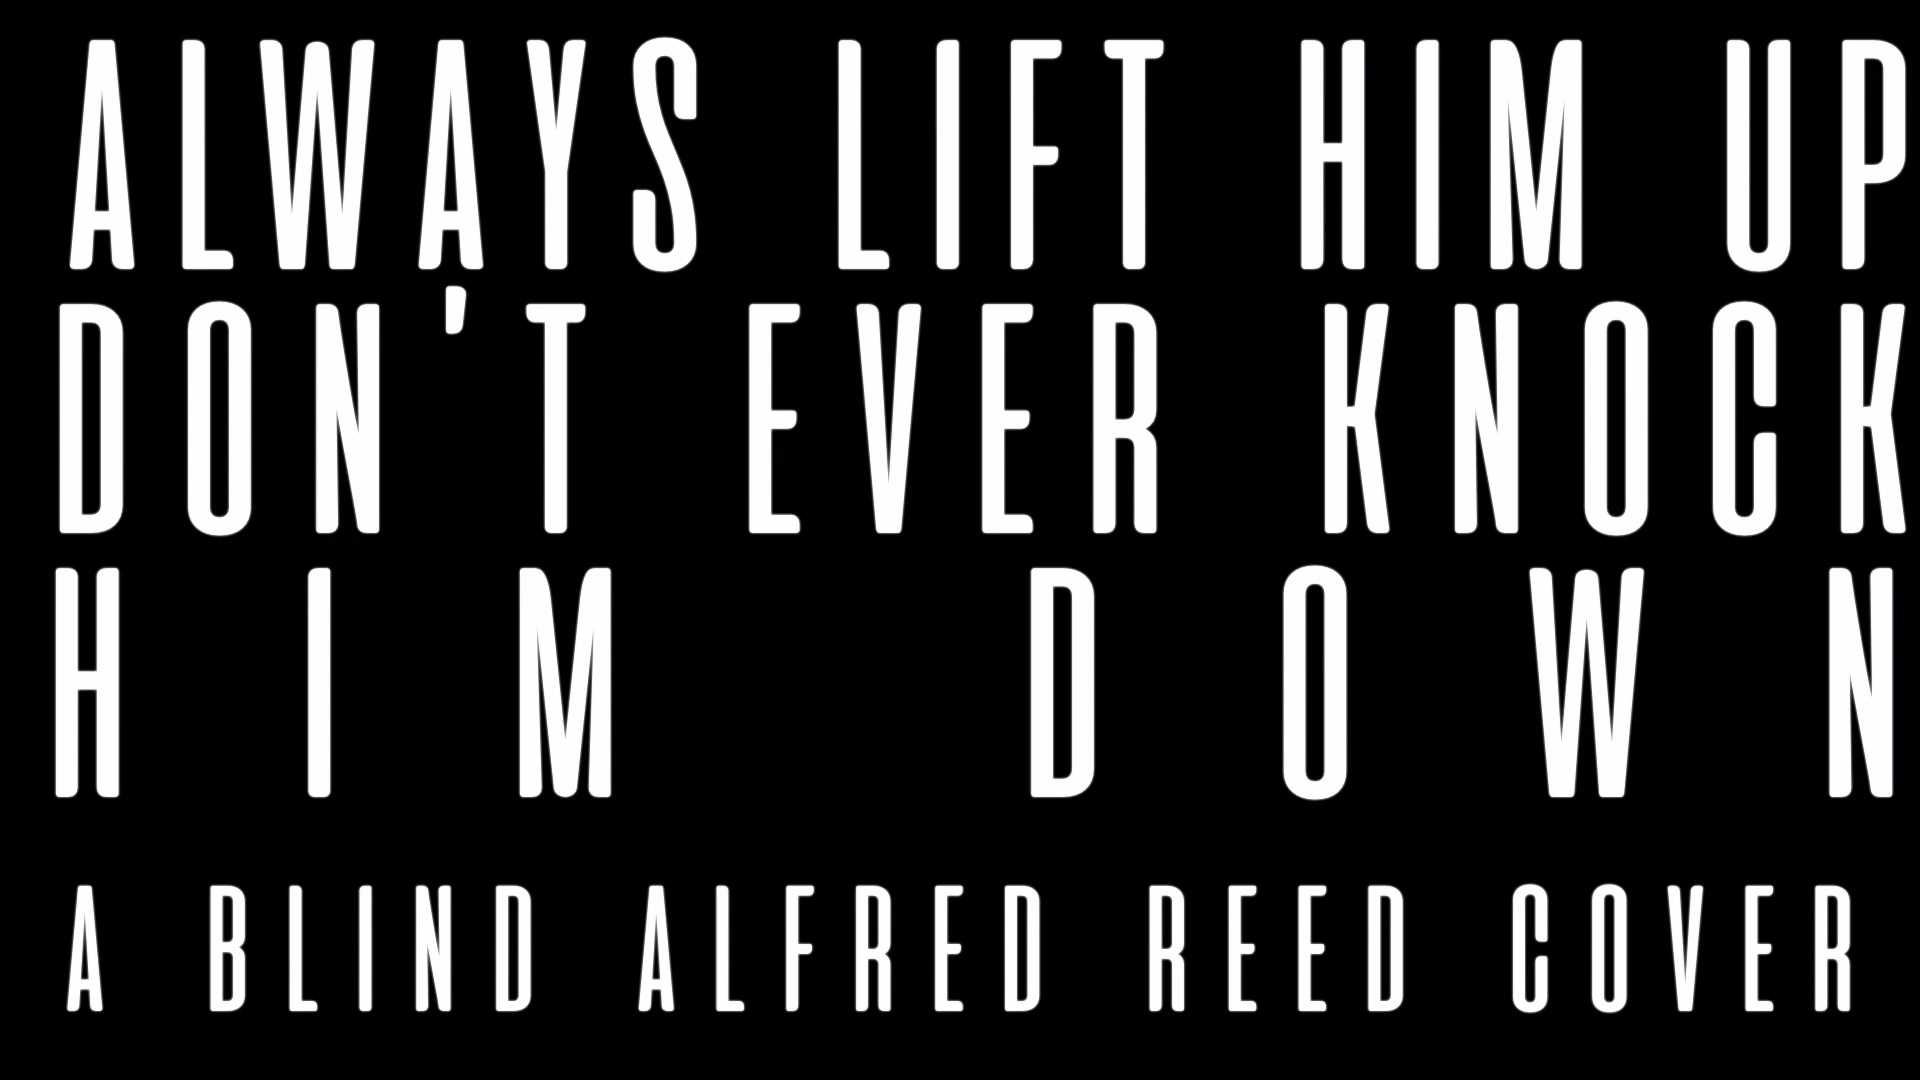 ALWAYS LIFT HIM UP
DON'T EVER KNOCK
HIM DOWN
A BLIND ALFRED REED COVER